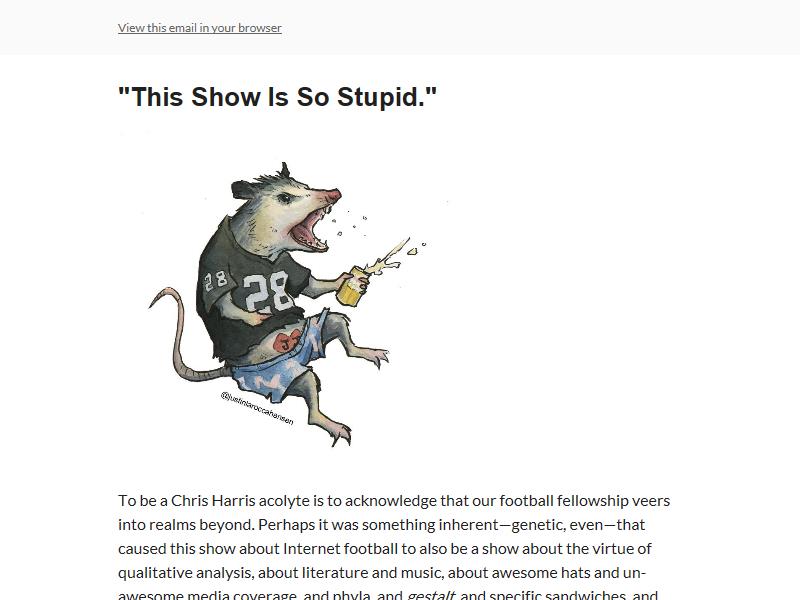 View this email in your browser
"This Show Is So Stupid."
28
28
J
@justinlaroccahansen
To be a Chris Harris acolyte is to acknowledge that our football fellowship veers
into realms beyond. Perhaps it was something inherent—genetic, even—that
caused this show about Internet football to also be a show about the virtue of
qualitative analysis, about literature and music, about awesome hats and un-
awesome media coverage, and phyla, and gestalt, and specific sandwiches, and